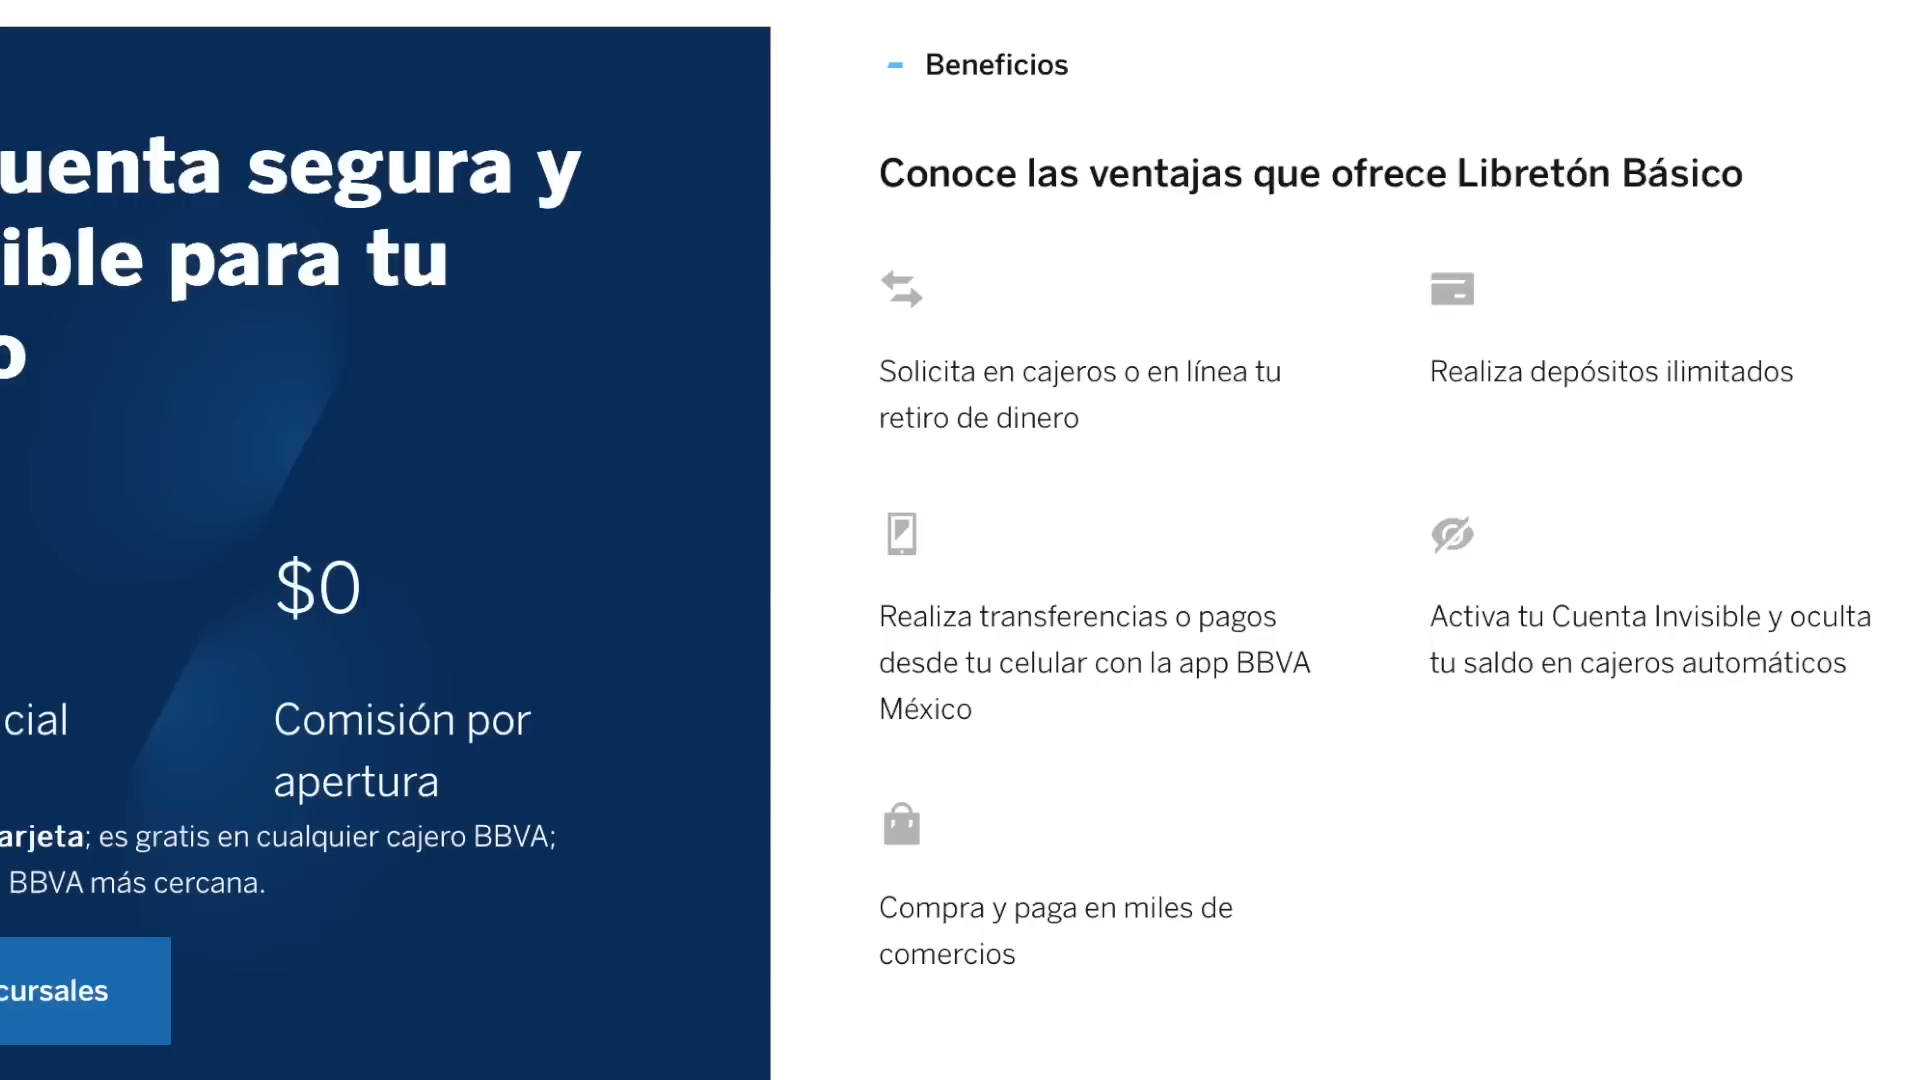 uenta segura y
ible para tu
o
$0
cial
Comisión por
apertura
arjeta; es gratis en cualquier cajero BBVA;
BBVA más cercana.
cursales
Beneficios
Conoce las ventajas que ofrece Libretón Básico
Solicita en cajeros o en línea tu
retiro de dinero
Realiza depósitos ilimitados
Realiza transferencias o pagos
desde tu celular con la app BBVA
México
Activa tu Cuenta Invisible y oculta
tu saldo en cajeros automáticos
Compra y paga en miles de
comercios